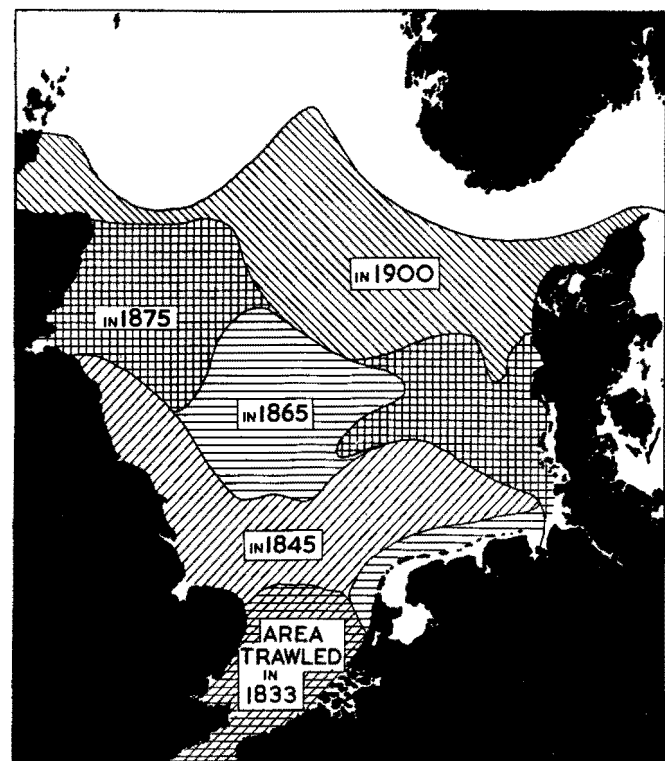 IN 1900
IN 1875
IN 1865
IN 1845
AREA
TRAWLED
IN
1833